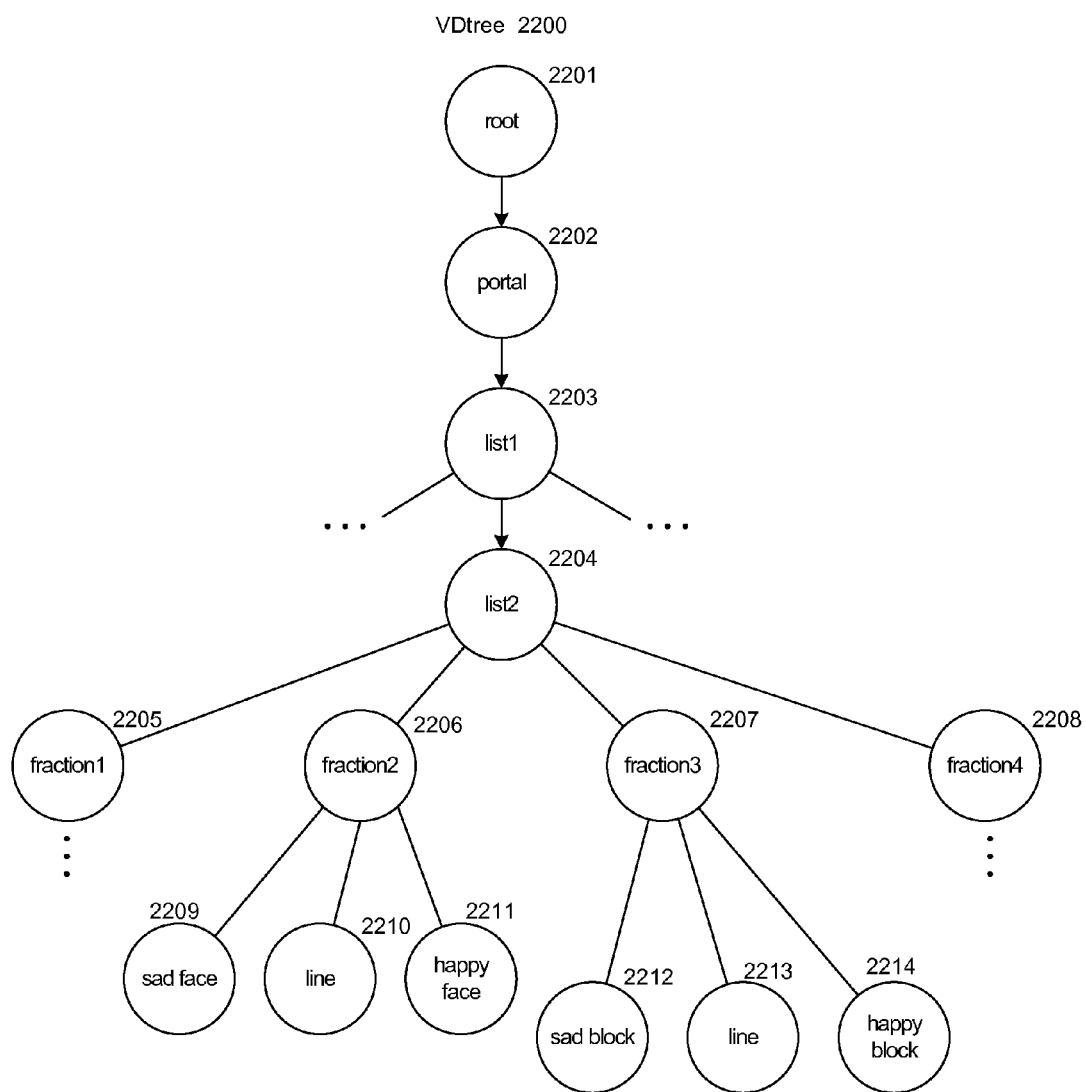 VDtree 2200
2201
root
2202
portal
2203
list1
... ...
2204
list2
2205
2206
2207
2208
fraction1
fraction2
fraction3
fraction4
2209
2210
2211
sad face
line
happy
face
2212
2213
2214
sad block
line
happy
block